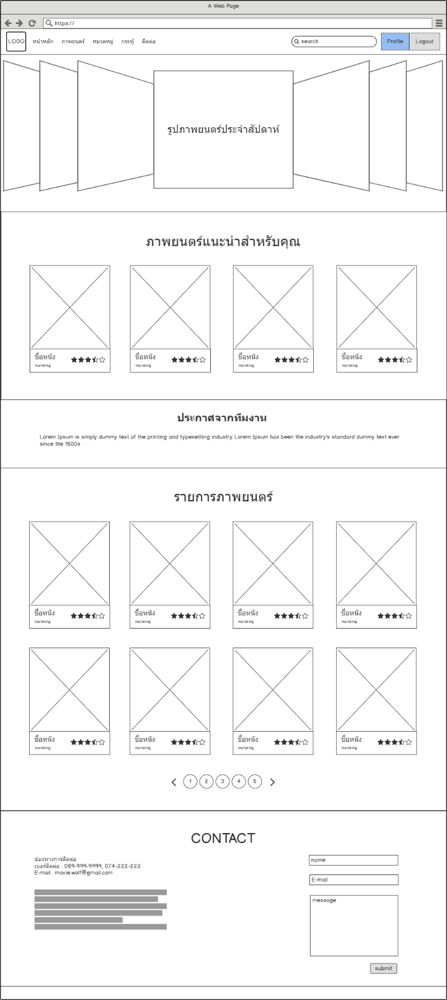 A Web Page
https://
LOGO หน้าหลัก ภาพยนตร์ หมวดหมู่ กระทู้ ติดต่อ search Profile Logout
รูปภาพยนตร์ประจำสัปดาห์
ภาพยนตร์แนะนำสำหรับคุณ
ชื่อหนัง ชื่อหนัง ชื่อหนัง ชื่อหนัง
หมวดหมู่ หมวดหมู่ หมวดหมู่ หมวดหมู่
ประกาศจากทีมงาน
Lorem Ipsum is simply dummy text of the printing and typesetting industry. Lorem Ipsum has been the industry's standard dummy text ever
since the 1500s
รายการภาพยนตร์
ชื่อหนัง ชื่อหนัง ชื่อหนัง ชื่อหนัง
หมวดหมู่ หมวดหมู่ หมวดหมู่ หมวดหมู่
ชื่อหนัง ชื่อหนัง ชื่อหนัง ชื่อหนัง
หมวดหมู่ หมวดหมู่ หมวดหมู่ หมวดหมู่
1 2 3 4 5
CONTACT
ช่องทางการติดต่อ
เบอร์ติดต่อ : 089-999-9999, 074-222-222
E-mail : movie.wolf@gmail.com
name
E-mail
message
submit